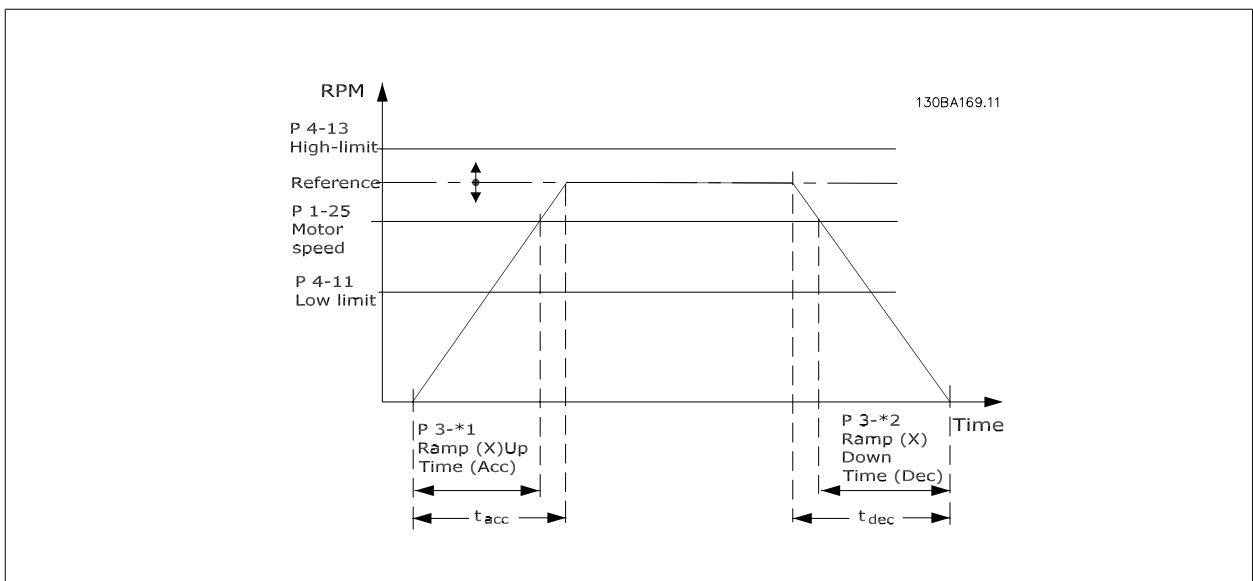 RPM
130BA169.11
P 4-13
High-limit
Reference
P 1-25
Motor
speed
P 4-11
Low limit
Time
P 3-*1
Ramp (X)Up
Time (Acc)
P 3-*2
Ramp (X)
Down
Time (Dec)
tacc
tdec